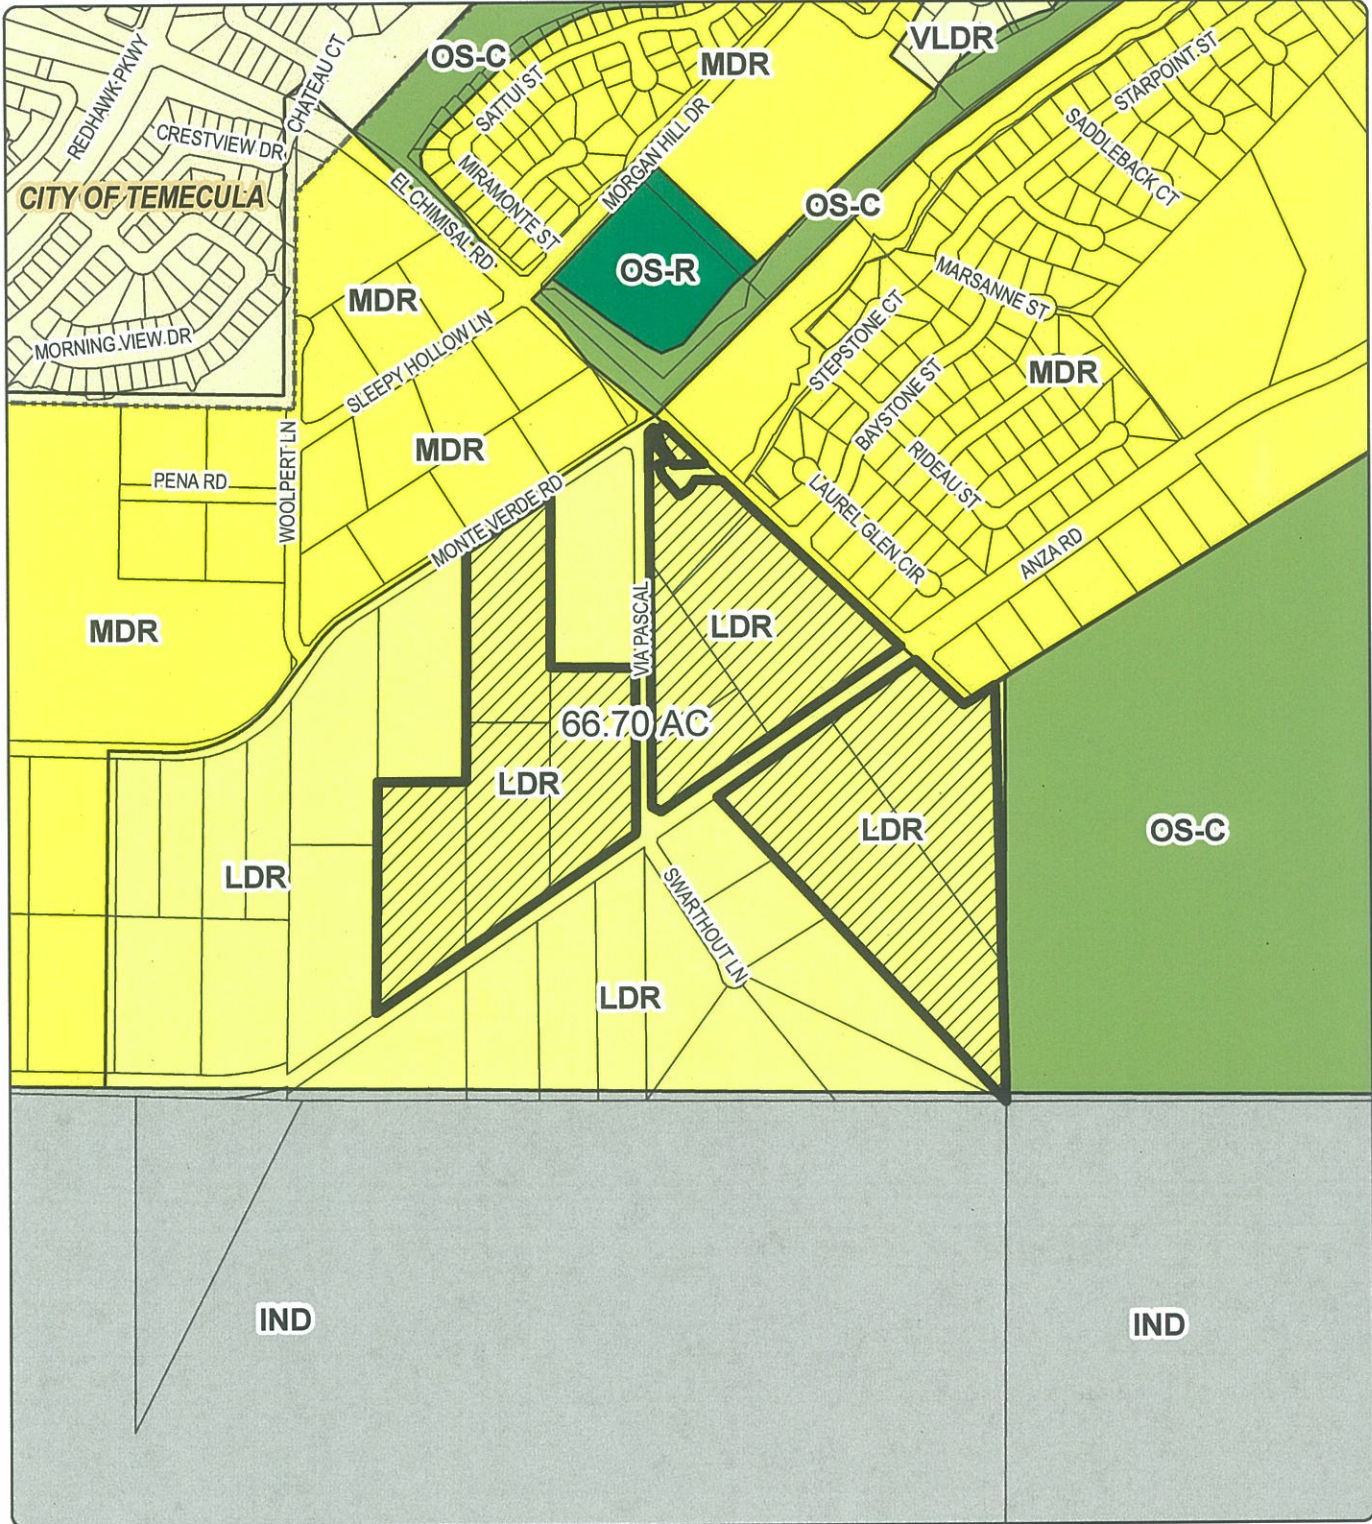 OS-C
MDR
VLDR
REDHAWK PKWY
CHATEAU CT
SATTUI ST
STARPOINT ST
CRESTVIEW DR
MORGAN HILL DR
SADDLEBACK CT
CITY OF TEMECULA
EL CHIMISAL RD
MIRAMONTE ST
OS-C
OS-R
MARSANNE ST
MDR
MORNING VIEW DR
SLEEPY HOLLOW LN
STEPSTONE CT
MDR
BAYSTONE ST
MDR
PENA RD
WOOLPERT LN
RIDEAU ST
MONTE VERDE RD
LAUREL GLEN CIR
ANZA RD
MDR
VIA PASCAL
LDR
66.70 AC
LDR
LDR
OS-C
LDR
SWARTHOUT LN
LDR
IND
IND